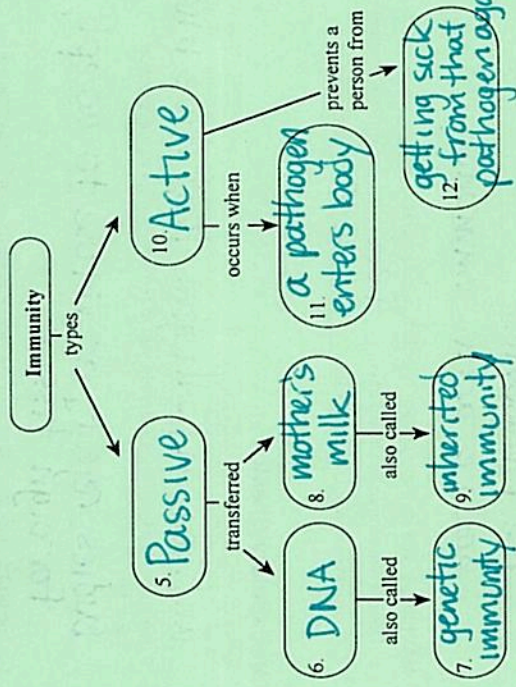 Immunity
types
5. Passive
transferred
6. DNA
also called
7. genetic
immunity
8. mother's
milk
also called
9. inherited
immunity
10. Active
occurs when
11. a pathogen
enters body
prevents a
person from
getting sick
12. from that
pathogen